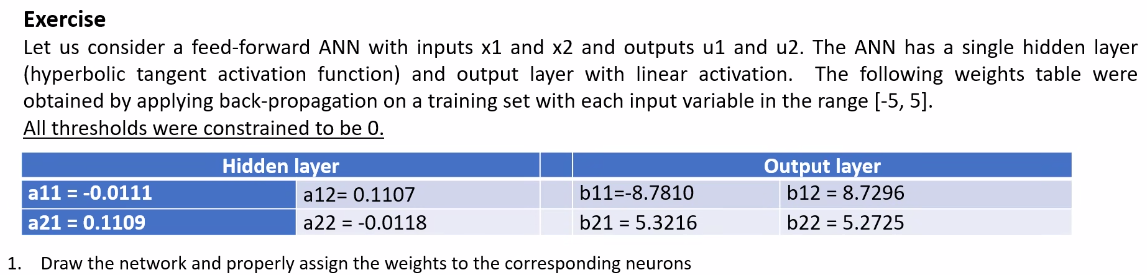 Exercise
Let us consider a feed-forward ANN with inputs x1 and x2 and outputs u1 and u2. The ANN has a single hidden layer
(hyperbolic tangent activation function) and output layer with linear activation. The following weights table were
obtained by applying back-propagation on a training set with each input variable in the range [-5, 5].
All thresholds were constrained to be 0.
Hidden layer Output layer
a11 = -0.0111 a12= 0.1107 b11=-8.7810 b12 = 8.7296
a21 = 0.1109 a22 = -0.0118 b21 = 5.3216 b22 = 5.2725
1. Draw the network and properly assign the weights to the corresponding neurons